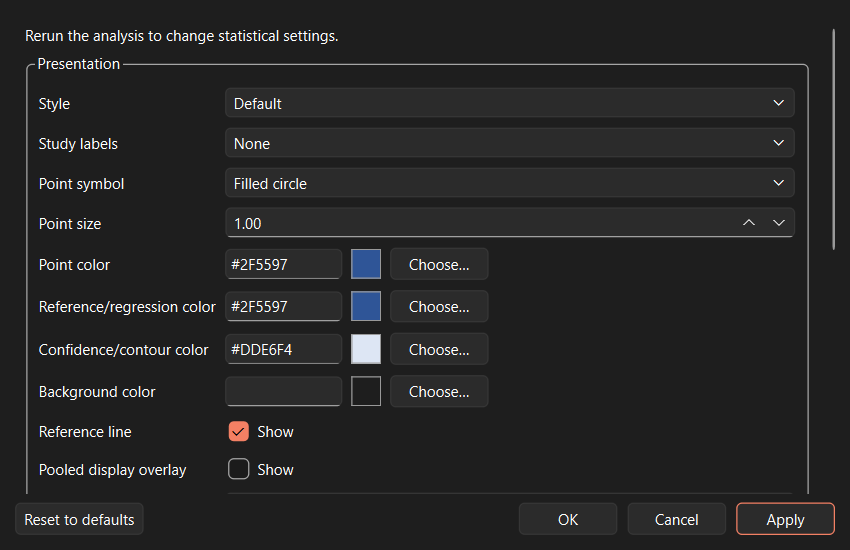 Rerun the analysis to change statistical settings.
Presentation
Style Default
Study labels None
Point symbol Filled circle
Point size 1.00
Point color #2F5597 Choose...
Reference/regression color #2F5597 Choose...
Confidence/contour color #DDE6F4 Choose...
Background color Choose...
Reference line Show
Pooled display overlay Show
Reset to defaults OK Cancel Apply